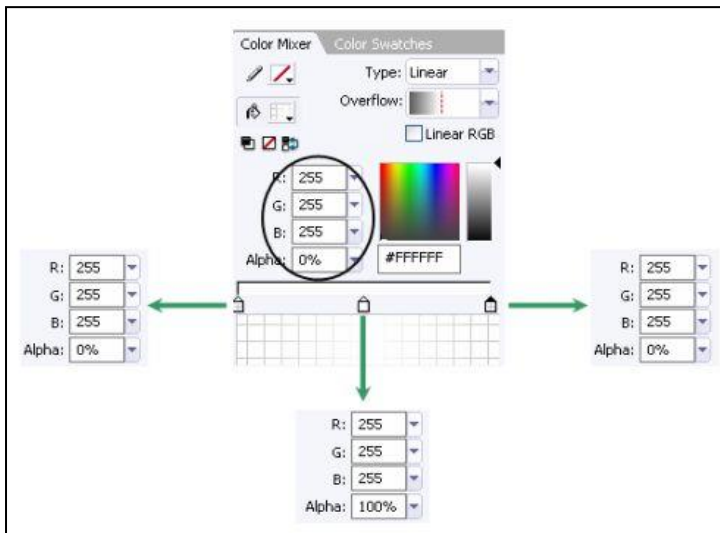 Color Mixer Color Swatches
Type: Linear
Overflow:
Linear RGB
R: 255
G: 255
B: 255
Alpha: 0% #FFFFFF
R: 255
G: 255
B: 255
Alpha: 0%
R: 255
G: 255
B: 255
Alpha: 0%
R: 255
G: 255
B: 255
Alpha: 100%